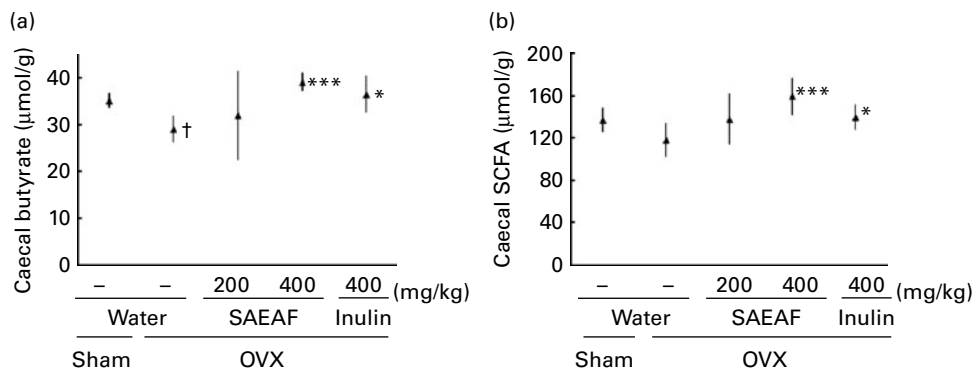 (a)
Caecal butyrate (μmol/g)
40
30
20
10
0
***
*
†
– – 200 400 400 (mg/kg)
Water SAEAF Inulin
Sham OVX
(b)
Caecal SCFA (μmol/g)
200
160
120
80
40
0
***
*
– – 200 400 400 (mg/kg)
Water SAEAF Inulin
Sham OVX